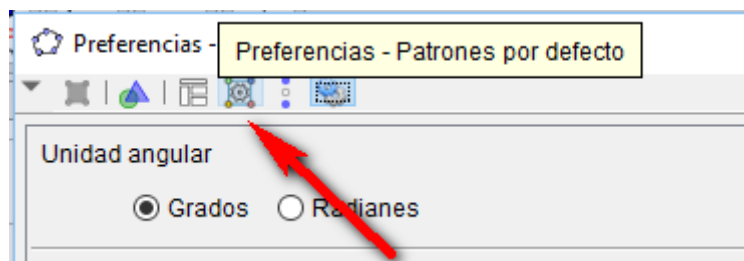 Preferencias -
Preferencias - Patrones por defecto
Unidad angular
Grados Radianes